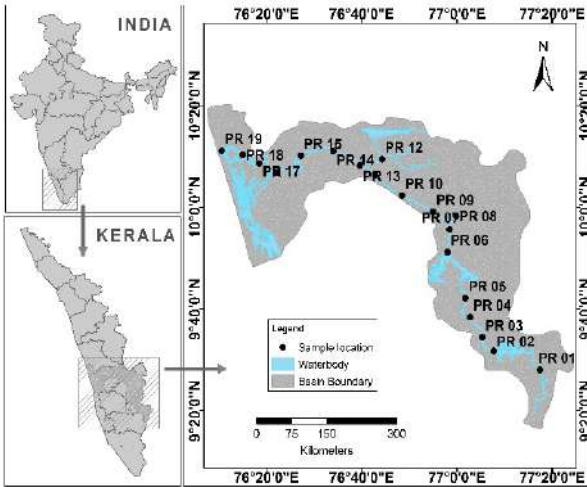 INDIA
KERALA
76°20'0"E
76°40'0"E
77°0'0"E
77°20'0"E
N
10°20'0"N
10°0'0"N
9°40'0"N
9°20'0"N
PR 19
PR 18
PR 17
PR 15
PR 14
PR 12
PR 13
PR 10
PR 09
PR 08
PR 07
PR 06
PR 05
PR 04
PR 03
PR 02
PR 01
Legend
Sample location
Waterbody
Basin Boundary
0 75 150 300
Kilometers
76°20'0"E
76°40'0"E
77°0'0"E
77°20'0"E